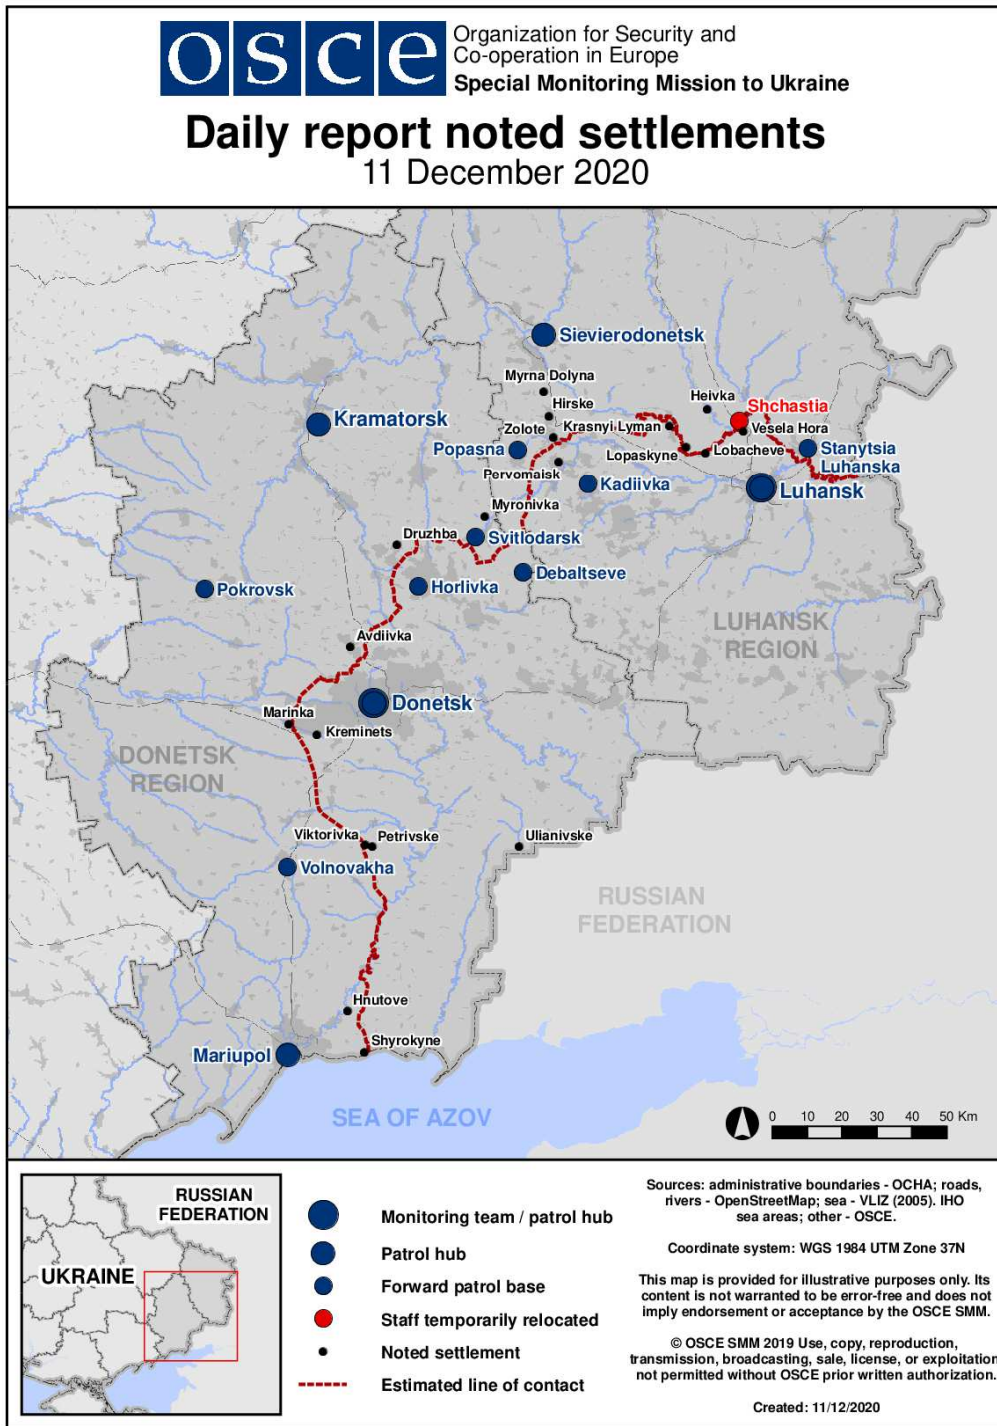 osce
Organization for Security and
Co-operation in Europe
Special Monitoring Mission to Ukraine
Daily report noted settlements
11 December 2020
Sievierodonetsk
Myrna Dolyna
Heivka
Hirske
Shchastia
Kramatorsk
Krasnyi Lyman
Vesela Hora
Zolote
Popasna
Lopaskyne
Lobacheve
Stanytsia
Luhanska
Pervomaisk
Kadiivka
Luhansk
Myronivka
Druzhba
Svitlodarsk
Debaltseve
Pokrovsk
Horlivka
LUHANSK
REGION
Avdiivka
Donetsk
Marinka
Kreminets
DONETSK
REGION
Viktorivka
Petrivske
Ulianivske
Volnovakha
RUSSIAN
FEDERATION
Hnutove
Shyrokyne
Mariupol
SEA OF AZOV
0 10 20 30 40 50 Km
RUSSIAN
FEDERATION
UKRAINE
Monitoring team / patrol hub
Patrol hub
Forward patrol base
Staff temporarily relocated
Noted settlement
Estimated line of contact
Sources: administrative boundaries - OCHA; roads,
rivers - OpenStreetMap; sea - VLIZ (2005). IHO
sea areas; other - OSCE.
Coordinate system: WGS 1984 UTM Zone 37N
This map is provided for illustrative purposes only. Its
content is not warranted to be error-free and does not
imply endorsement or acceptance by the OSCE SMM.
© OSCE SMM 2019 Use, copy, reproduction,
transmission, broadcasting, sale, license, or exploitation
not permitted without OSCE prior written authorization.
Created: 11/12/2020